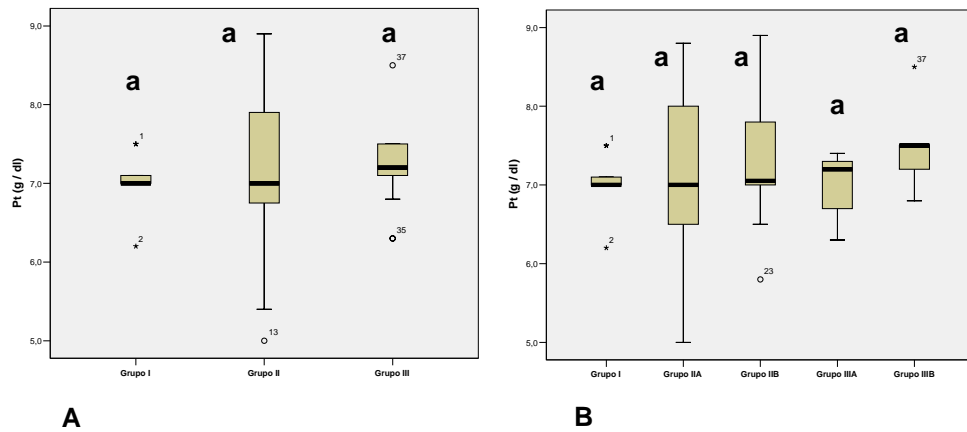 9,0
8,0
7,0
6,0
5,0
Pt (g / dl)
a
a
a
1
2
13
37
35
Grupo I Grupo II Grupo III
A
9,0
8,0
7,0
6,0
5,0
Pt (g / dl)
a
a
a
a
a
1
2
23
37
Grupo I Grupo IIA Grupo IIB Grupo IIIA Grupo IIIB
B